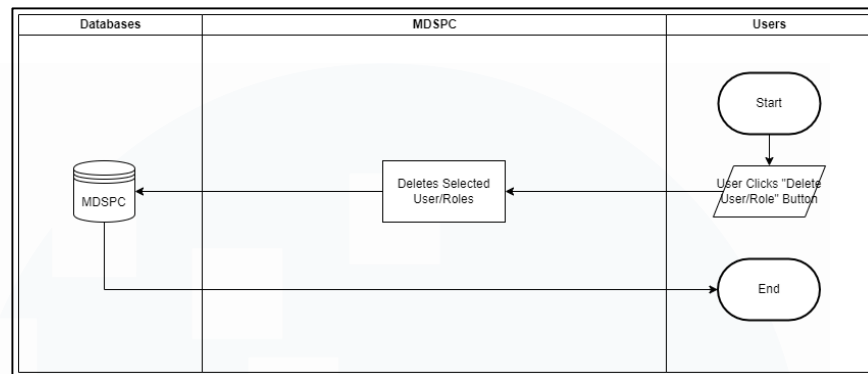 Databases
MDSPC
Users
Start
MDSPC
Deletes Selected
User/Roles
User Clicks "Delete
User/Role" Button
End